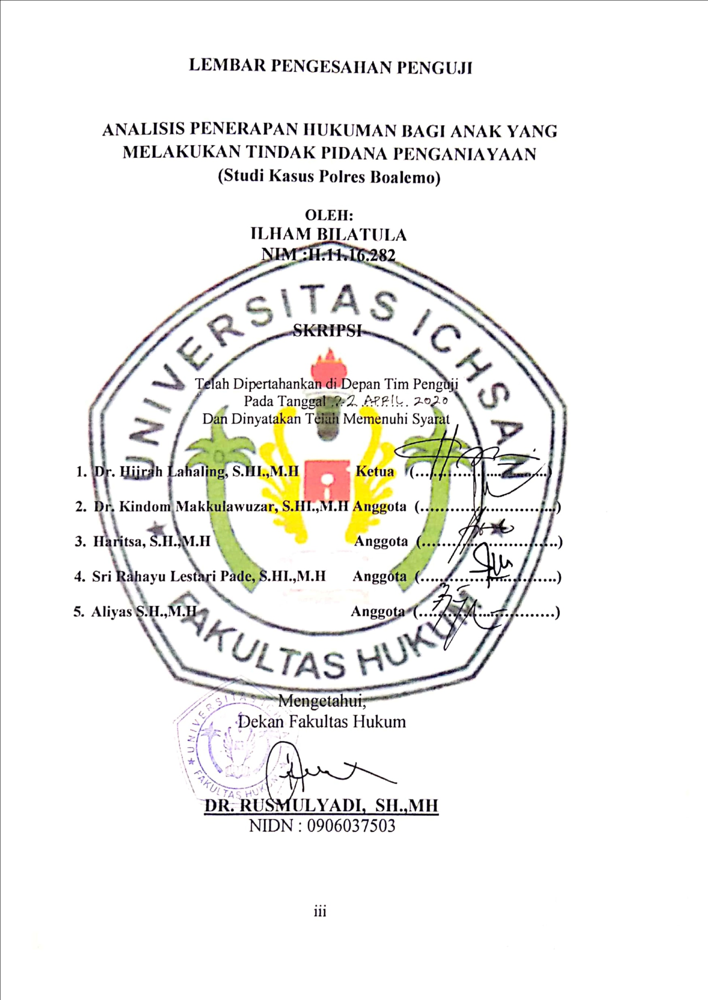 LEMBAR PENGESAHAN PENGUJI
ANALISIS PENERAPAN HUKUMAN BAGI ANAK YANG
MELAKUKAN TINDAK PIDANA PENGANIAYAAN
(Studi Kasus Polres Boalemo)
OLEH:
ILHAM BILATULA
NIM :H.11.16.282
UNIVERSITAS ICHSAN
SKRIPSI
Telah Dipertahankan di Depan Tim Penguji
Pada Tanggal 22 APRIL 2020
Dan Dinyatakan Telah Memenuhi Syarat
1. Dr. Hijrah Lahaling, S.HI.,M.H Ketua (..............................)
2. Dr. Kindom Makkulawuzar, S.HI.,M.H Anggota (..............................)
3. Haritsa, S.H.,M.H Anggota (..............................)
4. Sri Rahayu Lestari Pade, S.HI.,M.H Anggota (..............................)
5. Aliyas S.H.,M.H Anggota (..............................)
FAKULTAS HUKUM
Mengetahui,
Dekan Fakultas Hukum
UNIVERSITAS
FAKULTAS HUKUM
DR. RUSMULYADI, SH.,MH
NIDN : 0906037503
iii